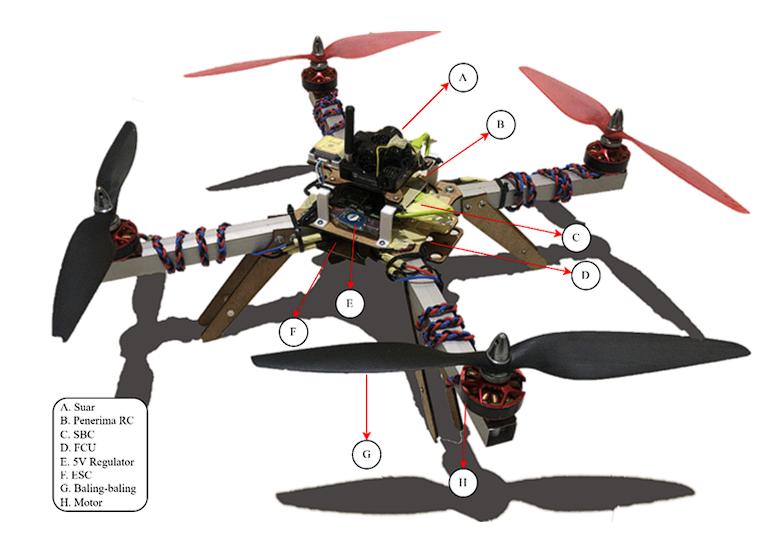 A
B
C
D
E
F
A. Suar
B. Penerima RC
C. SBC
D. FCU
E. 5V Regulator
F. ESC
G. Baling-baling
H. Motor
G
H